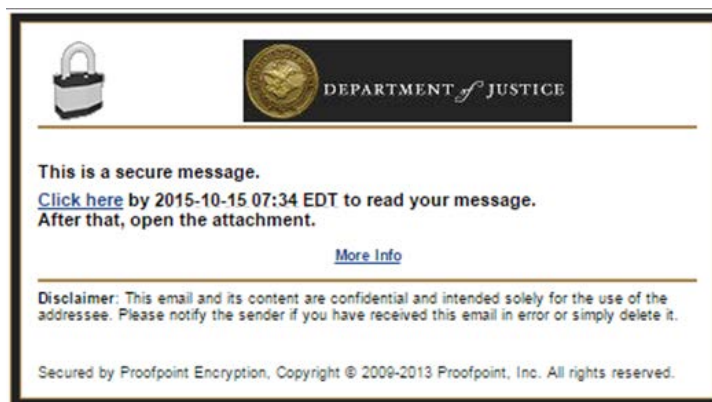 DEPARTMENT of JUSTICE
This is a secure message.
Click here by 2015-10-15 07:34 EDT to read your message.
After that, open the attachment.
More Info
Disclaimer: This email and its content are confidential and intended solely for the use of the
addressee. Please notify the sender if you have received this email in error or simply delete it.
Secured by Proofpoint Encryption, Copyright © 2009-2013 Proofpoint, Inc. All rights reserved.